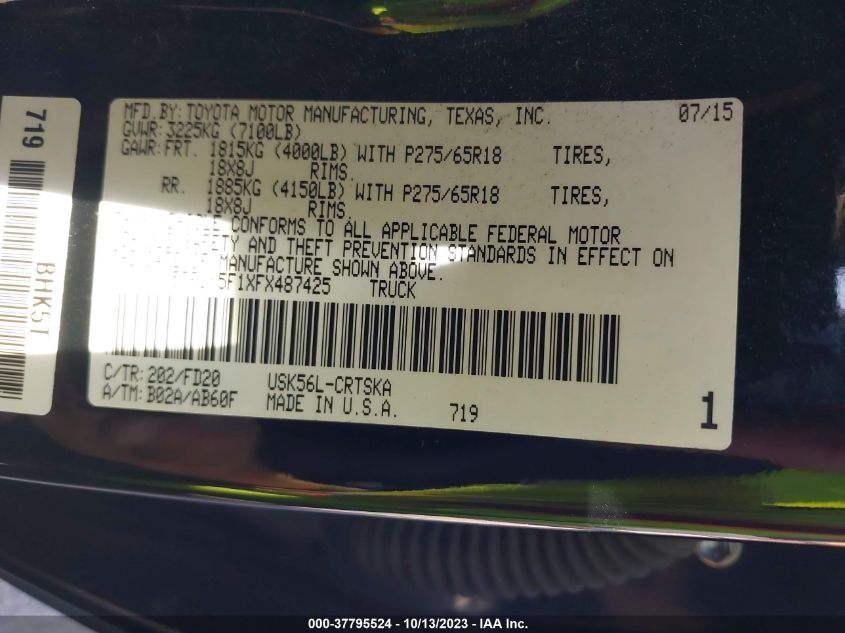 719
BHK5T
MFD.BY:TOYOTA MOTOR MANUFACTURING, TEXAS, INC. 07/15
GVWR:3225KG (7100LB)
GAWR:FRT. 1815KG (4000LB) WITH P275/65R18 TIRES,
18X8J RIMS.
RR. 1885KG (4150LB) WITH P275/65R18 TIRES,
18X8J RIMS.
CONFORMS TO ALL APPLICABLE FEDERAL MOTOR
AND THEFT PREVENTION STANDARDS IN EFFECT ON
MANUFACTURE SHOWN ABOVE.
5F1XFX487425 TRUCK
C/TR:202/FD20 USK56L-CRTSKA
A/TM:B02A/AB60F MADE IN U.S.A. 719 1
000-37795524 - 10/13/2023 - IAA Inc.